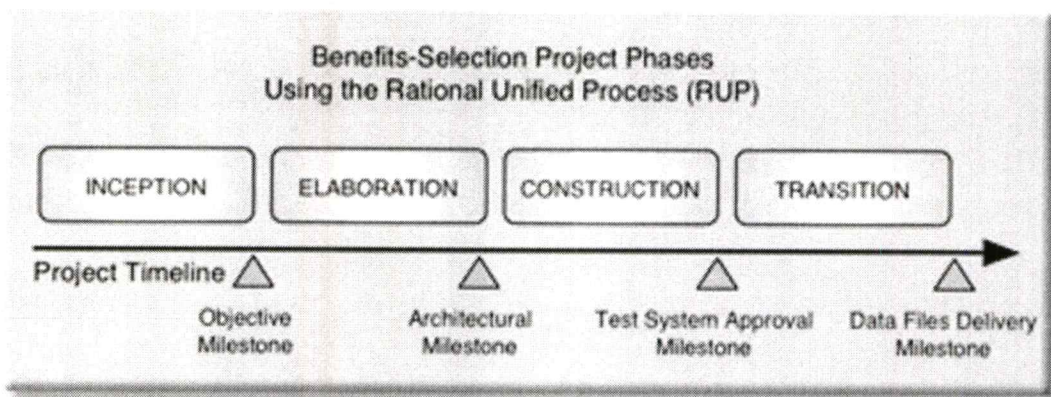 Benefits-Selection Project Phases
Using the Rational Unified Process (RUP)
INCEPTION
ELABORATION
CONSTRUCTION
TRANSITION
Project Timeline
Objective
Milestone
Architectural
Milestone
Test System Approval
Milestone
Data Files Delivery
Milestone